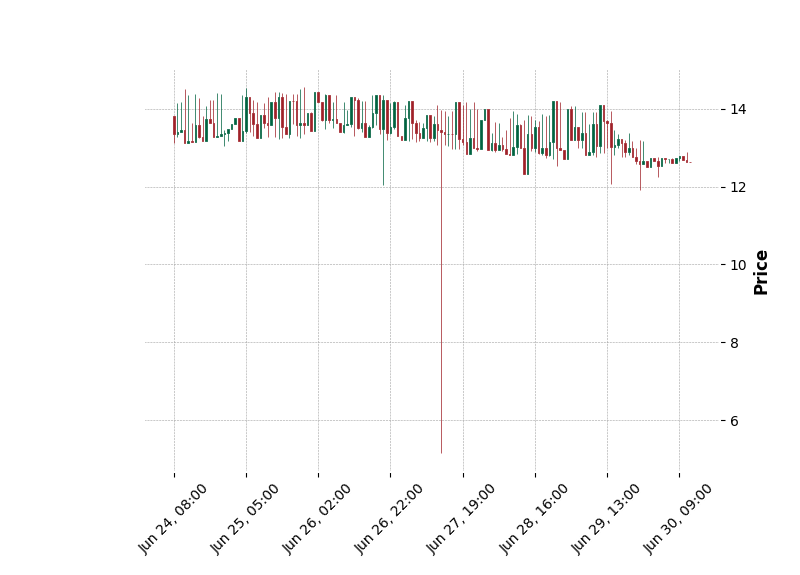 14
12
10
8
6
Price
Jun 24, 08:00
Jun 25, 05:00
Jun 26, 02:00
Jun 26, 22:00
Jun 27, 19:00
Jun 28, 16:00
Jun 29, 13:00
Jun 30, 09:00